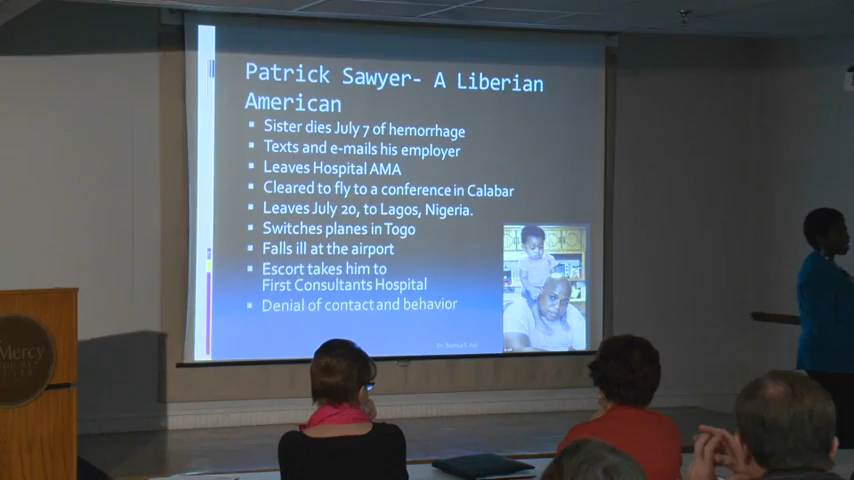 Patrick Sawyer- A Liberian
American
▪ Sister dies July 7 of hemorrhage
▪ Texts and e-mails his employer
▪ Leaves Hospital AMA
▪ Cleared to fly to a conference in Calabar
▪ Leaves July 20, to Lagos, Nigeria.
▪ Switches planes in Togo
▪ Falls ill at the airport
▪ Escort takes him to
First Consultants Hospital
▪ Denial of contact and behavior
Mercy